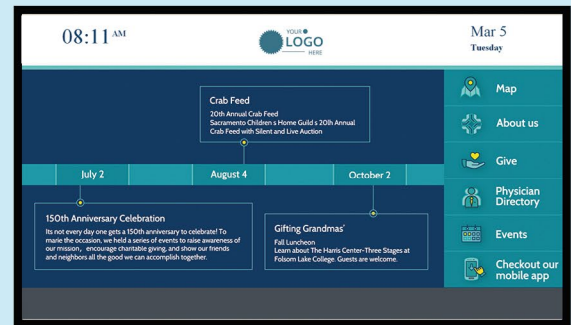 08:11 AM
YOUR
LOGO
HERE
Mar 5
Tuesday
Crab Feed
20th Annual Crab Feed
Sacramento Children s Home Guild s 20lh Annual
Crab Feed with Silent and Live Auction
July 2
August 4
October 2
150th Anniversary Celebration
Its not every day one gets a 150th anniversary to celebrate! To
marie the occasion, we held a series of events to raise awareness of
our mission, encourage chantable giving, and show our friends
and neighbors all the good we can accomplish together.
Gifting Grandmas'
Fall Luncheon
Learn about The Harris Center-Three Stages at
Folsom Lake College. Guests are welcome.
Map
About us
Give
Physician
Directory
Events
Checkout our
mobile app